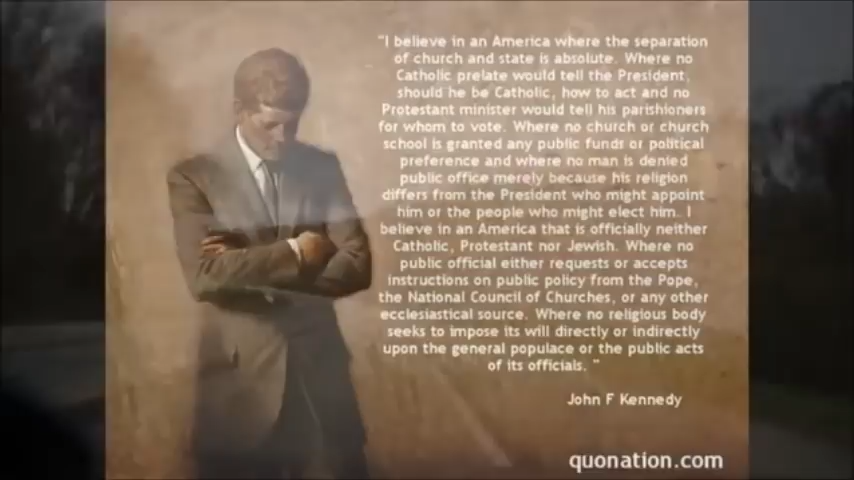 "I believe in an America where the separation
of church and state is absolute. Where no
Catholic prelate would tell the President,
should he be Catholic, how to act and no
Protestant minister would tell his parishioners
for whom to vote. Where no church or church
school is granted any public funds or political
preference and where no man is denied
public office merely because his religion
differs from the President who might appoint
him or the people who might elect him. I
believe in an America that is officially neither
Catholic, Protestant nor Jewish. Where no
public official either requests or accepts
instructions on public policy from the Pope,
the National Council of Churches, or any other
ecclesiastical source. Where no religious body
seeks to impose its will directly or indirectly
upon the general populace or the public acts
of its officials. "
John F Kennedy
quonation.com